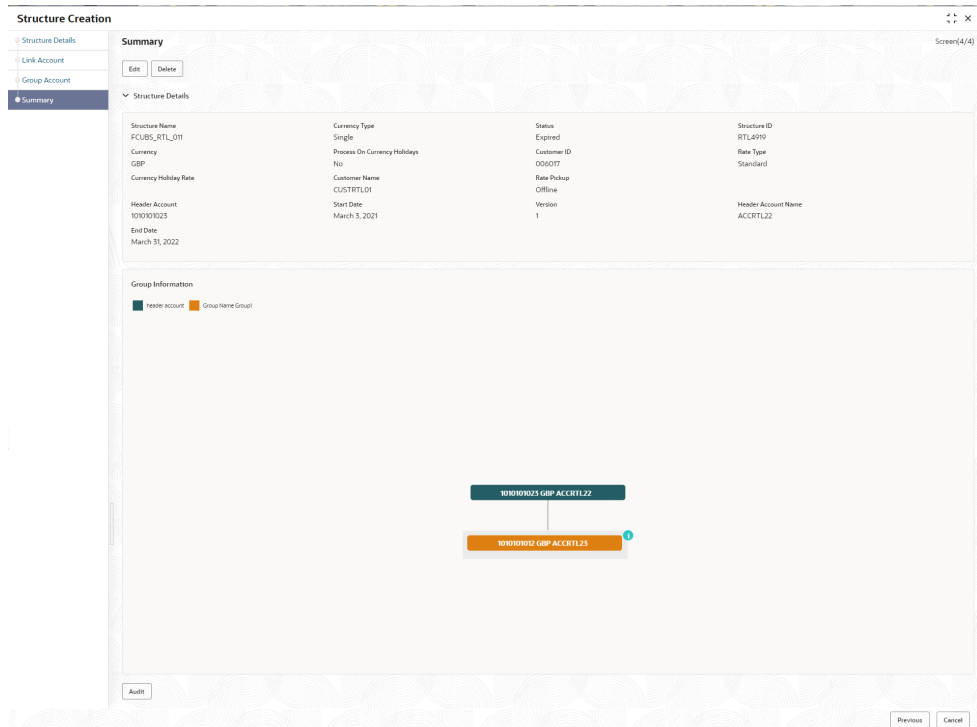 Structure Creation
Structure Details
Link Account
Group Account
Summary
Summary
Screen(4/4)
Edit Delete
Structure Details
Structure Name Currency Type Status Structure ID
FCUBS_RTL_011 Single Expired RTL4919
Currency Process On Currency Holidays Customer ID Rate Type
GBP No 006017 Standard
Currency Holiday Rate Customer Name Rate Pickup
CUSTRTL01 Offline
Header Account Start Date Version Header Account Name
1010101023 March 3, 2021 1 ACCRTL22
End Date
March 31, 2022
Group Information
header account Group Name Group1
1010101023 GBP ACCRTL22
1010101012 GBP ACCRTL23
i
Audit
Previous Cancel